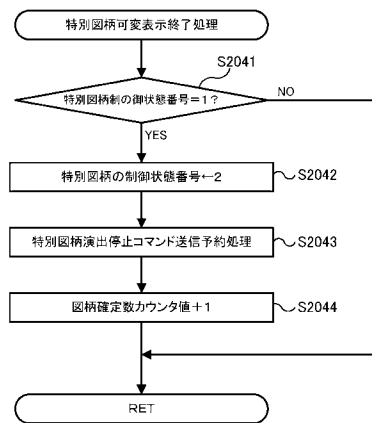 特別図柄可変表示終了処理
S2041
特別図柄制の御状態番号＝1？
NO
YES
特別図柄の制御状態番号←2
S2042
特別図柄演出停止コマンド送信予約処理
S2043
図柄確定数カウンタ値＋1
S2044
RET